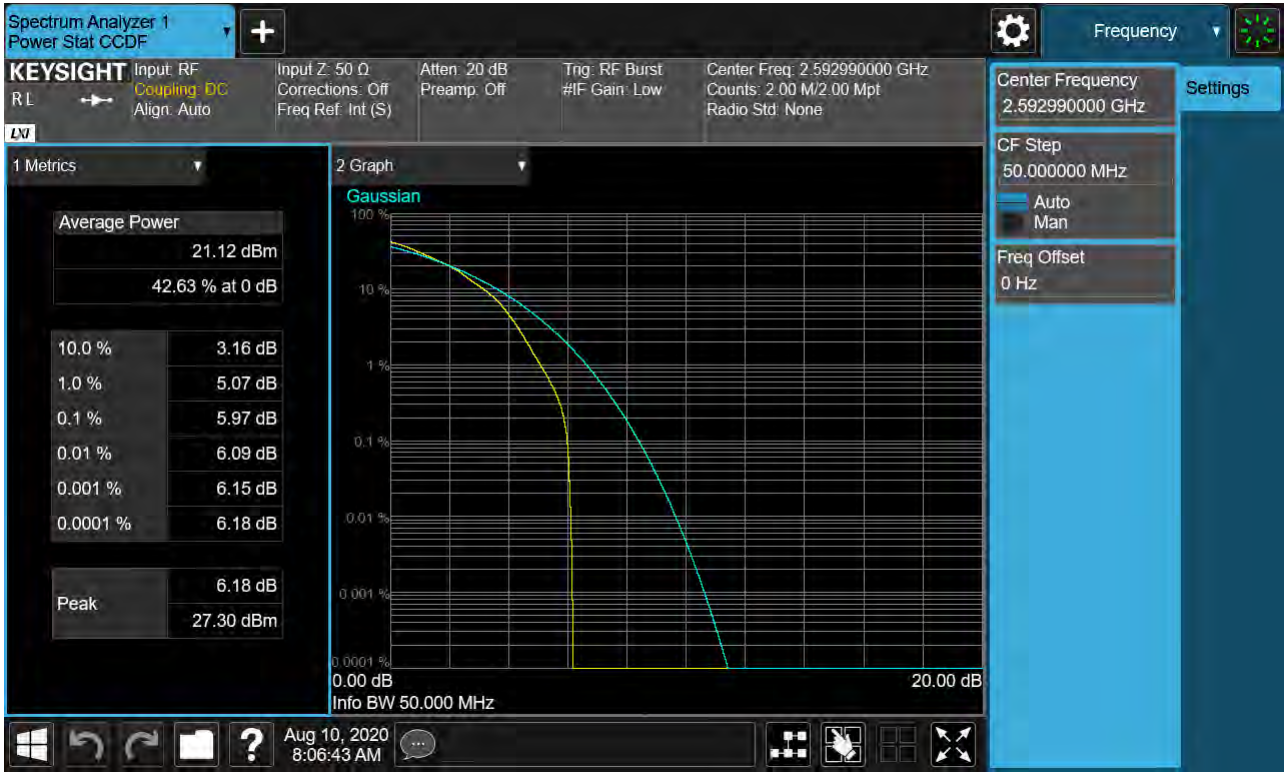 Spectrum Analyzer 1
Power Stat CCDF
+
Frequency
KEYSIGHT
RL
LXI
Input: RF
Coupling: DC
Align: Auto
Input Z: 50 Ω
Corrections: Off
Freq Ref: Int (S)
Atten: 20 dB
Preamp: Off
Trig: RF Burst
#IF Gain: Low
Center Freq: 2.592990000 GHz
Counts: 2.00 M/2.00 Mpt
Radio Std: None
Center Frequency
2.592990000 GHz
Settings
CF Step
50.000000 MHz
Auto
Man
Freq Offset
0 Hz
1 Metrics
Average Power
21.12 dBm
42.63 % at 0 dB
10.0 % 3.16 dB
1.0 % 5.07 dB
0.1 % 5.97 dB
0.01 % 6.09 dB
0.001 % 6.15 dB
0.0001 % 6.18 dB
Peak
6.18 dB
27.30 dBm
2 Graph
Gaussian
100 %
10 %
1 %
0.1 %
0.01 %
0.001 %
0.0001 %
0.00 dB 20.00 dB
Info BW 50.000 MHz
?
Aug 10, 2020
8:06:43 AM